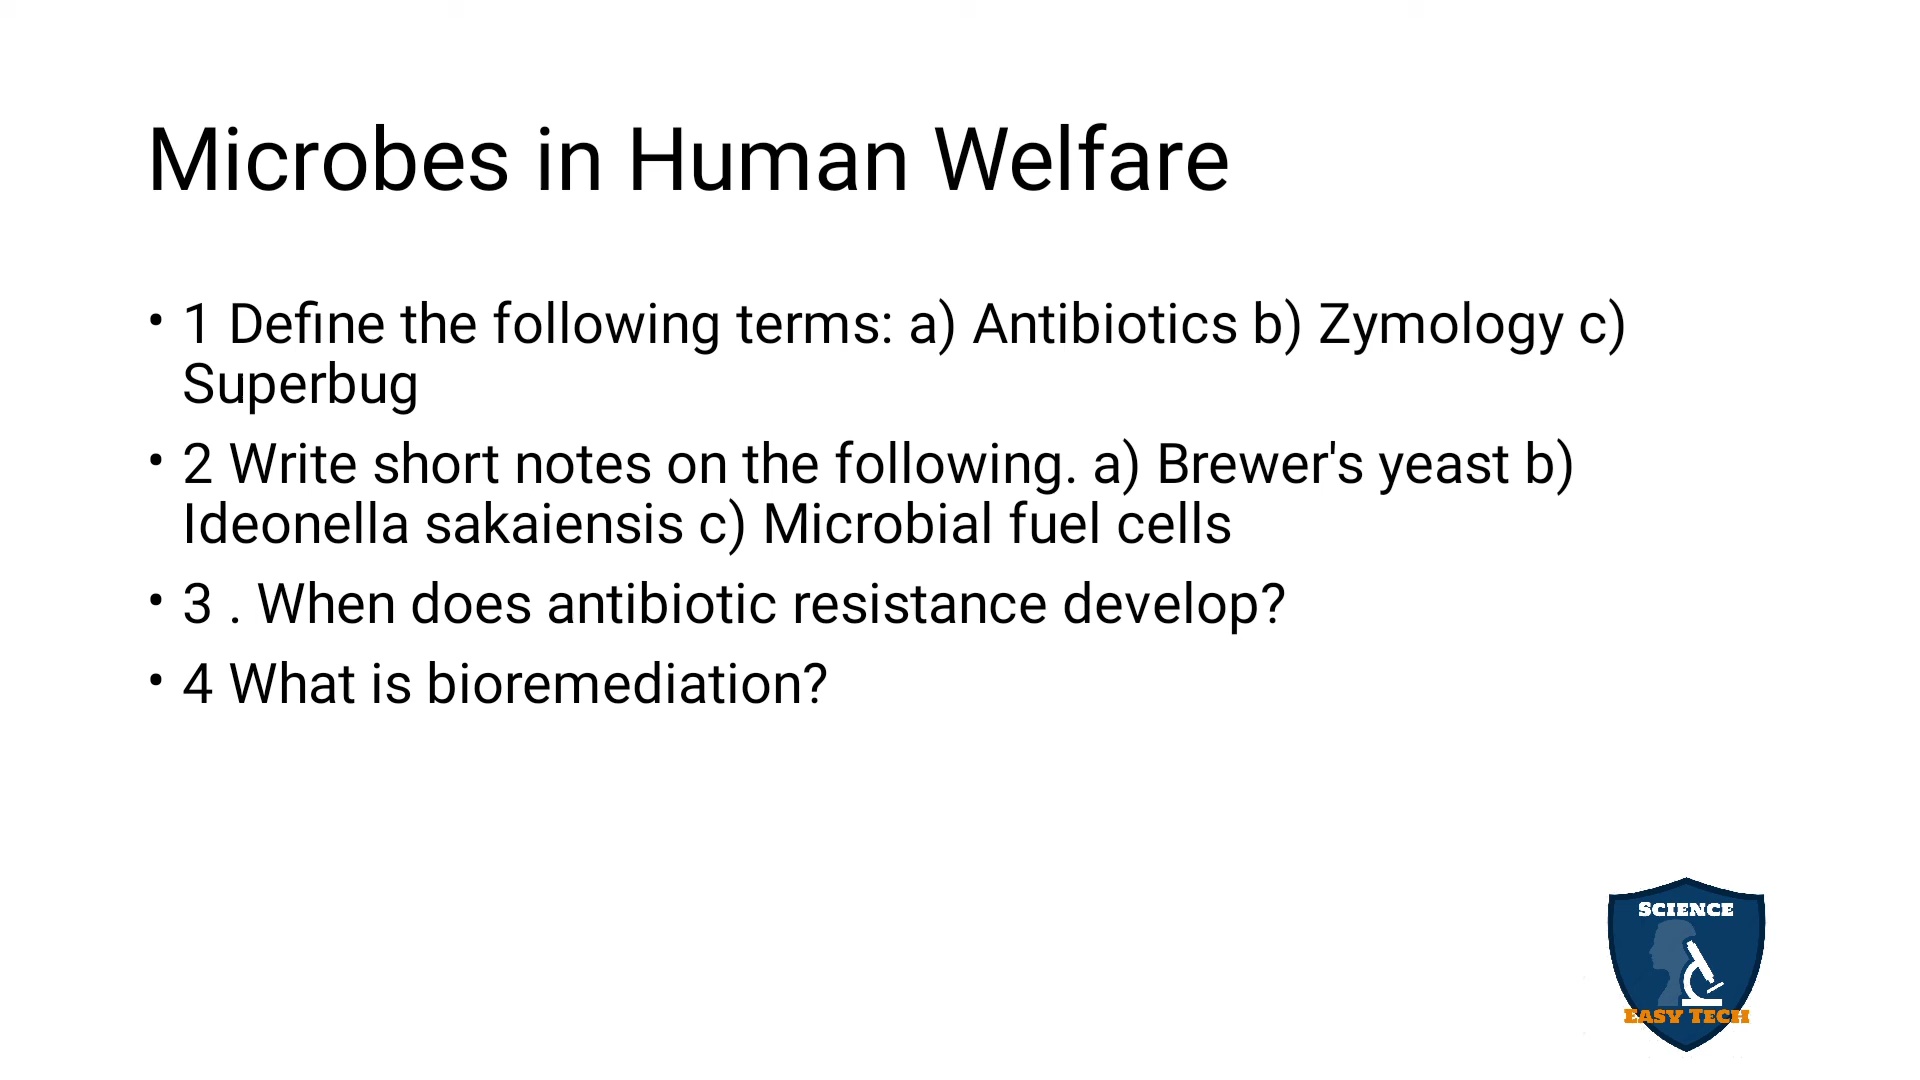 Microbes in Human Welfare
• 1 Define the following terms: a) Antibiotics b) Zymology c)
Superbug
• 2 Write short notes on the following. a) Brewer's yeast b)
Ideonella sakaiensis c) Microbial fuel cells
• 3 . When does antibiotic resistance develop?
• 4 What is bioremediation?
SCIENCE
EASY TECH